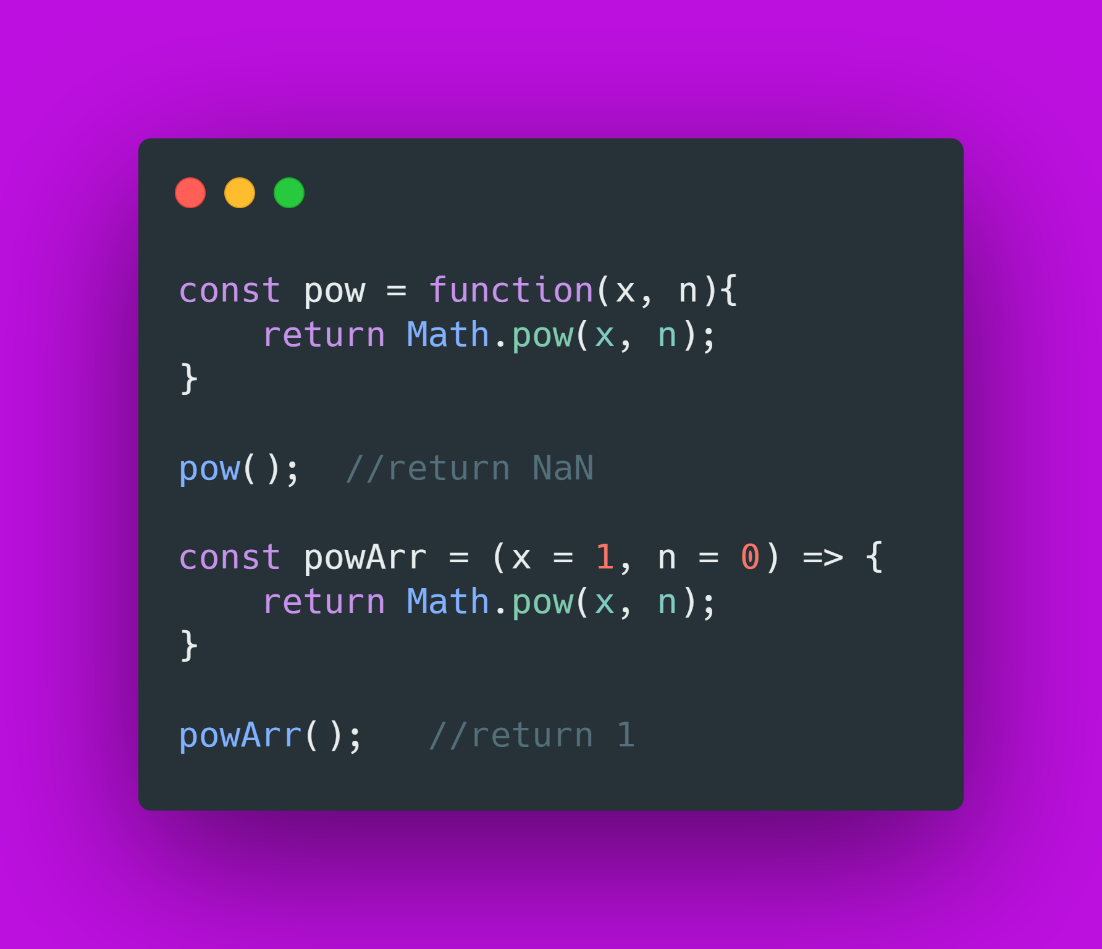 const pow = function(x, n){
    return Math.pow(x, n);
}
pow();  //return NaN
const powArr = (x = 1, n = 0) => {
    return Math.pow(x, n);
}
powArr();   //return 1